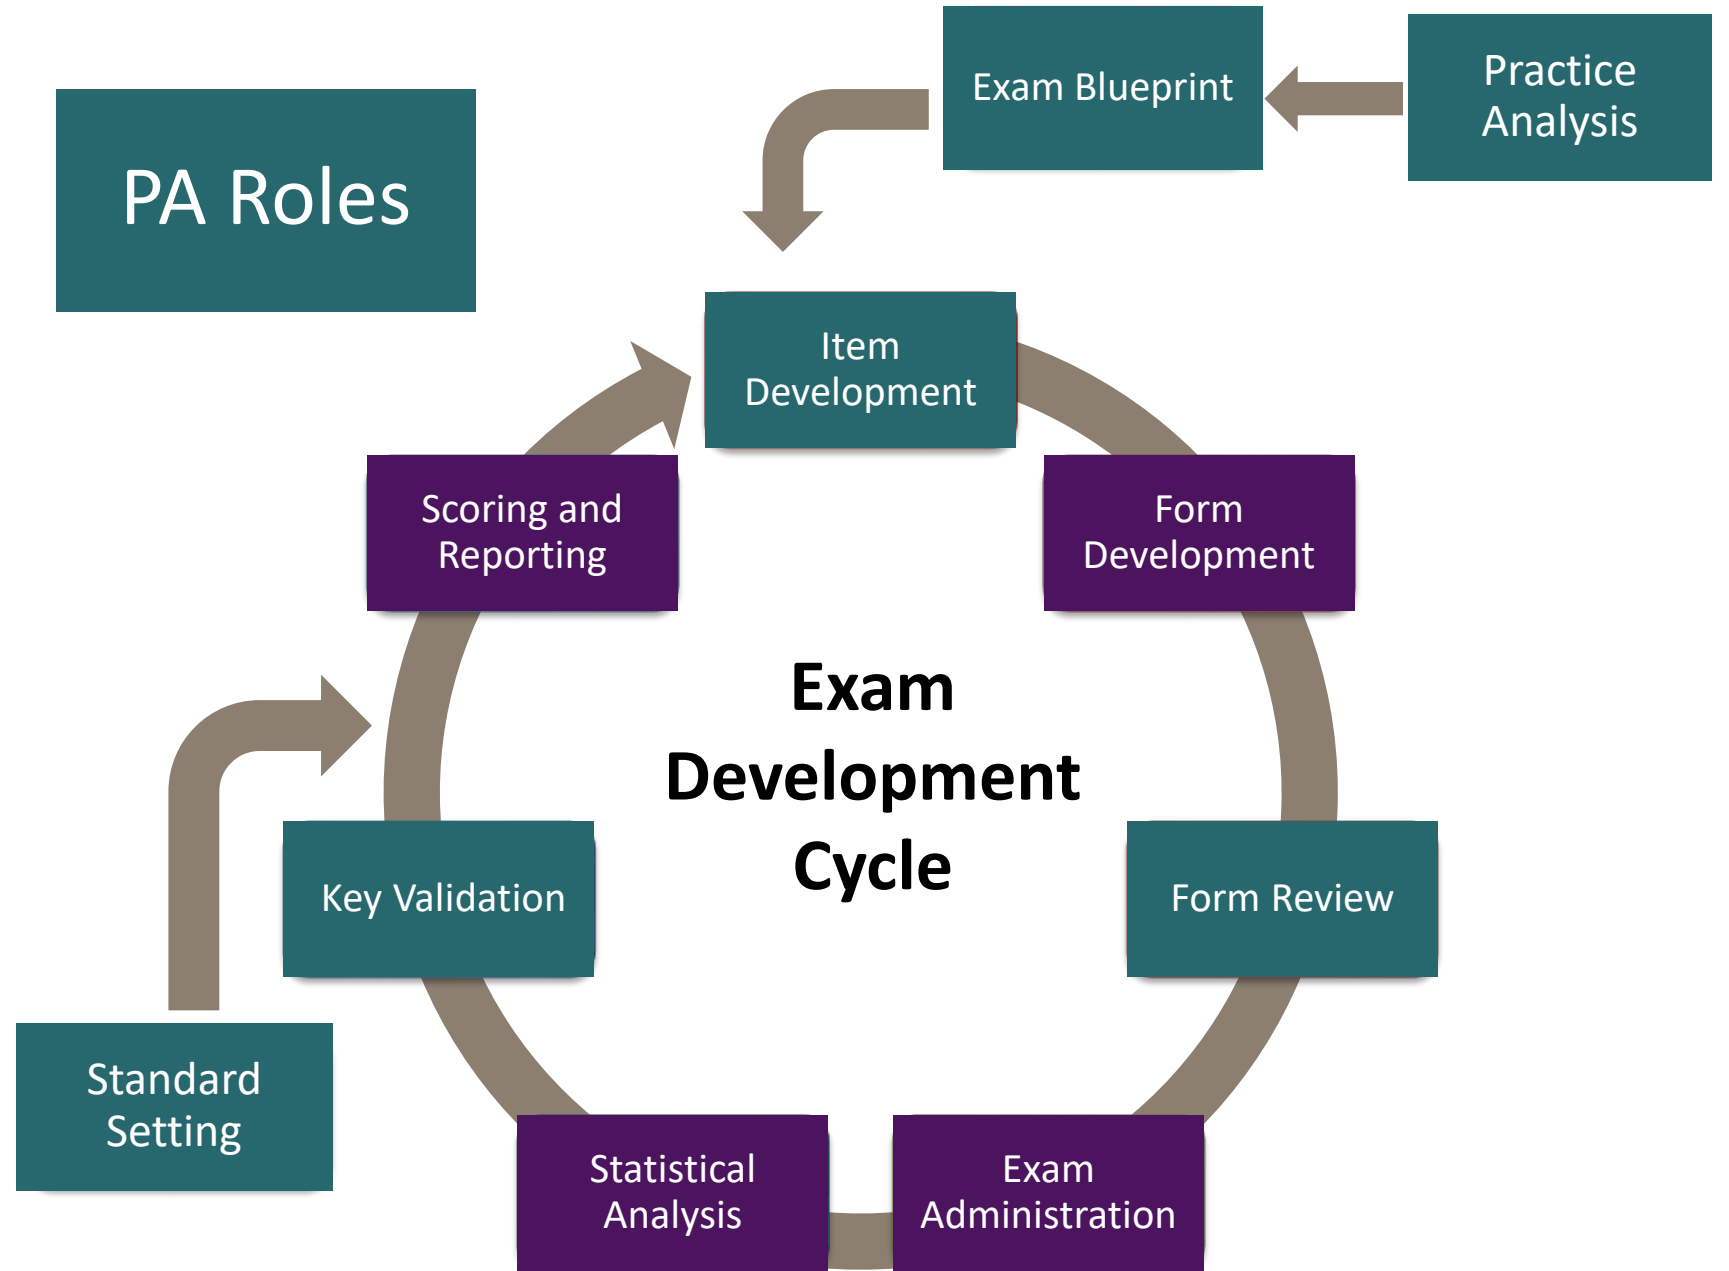 PA Roles
Exam Blueprint
Practice
Analysis
Item
Development
Scoring and
Reporting
Form
Development
Exam
Development
Cycle
Key Validation
Form Review
Standard
Setting
Statistical
Analysis
Exam
Administration